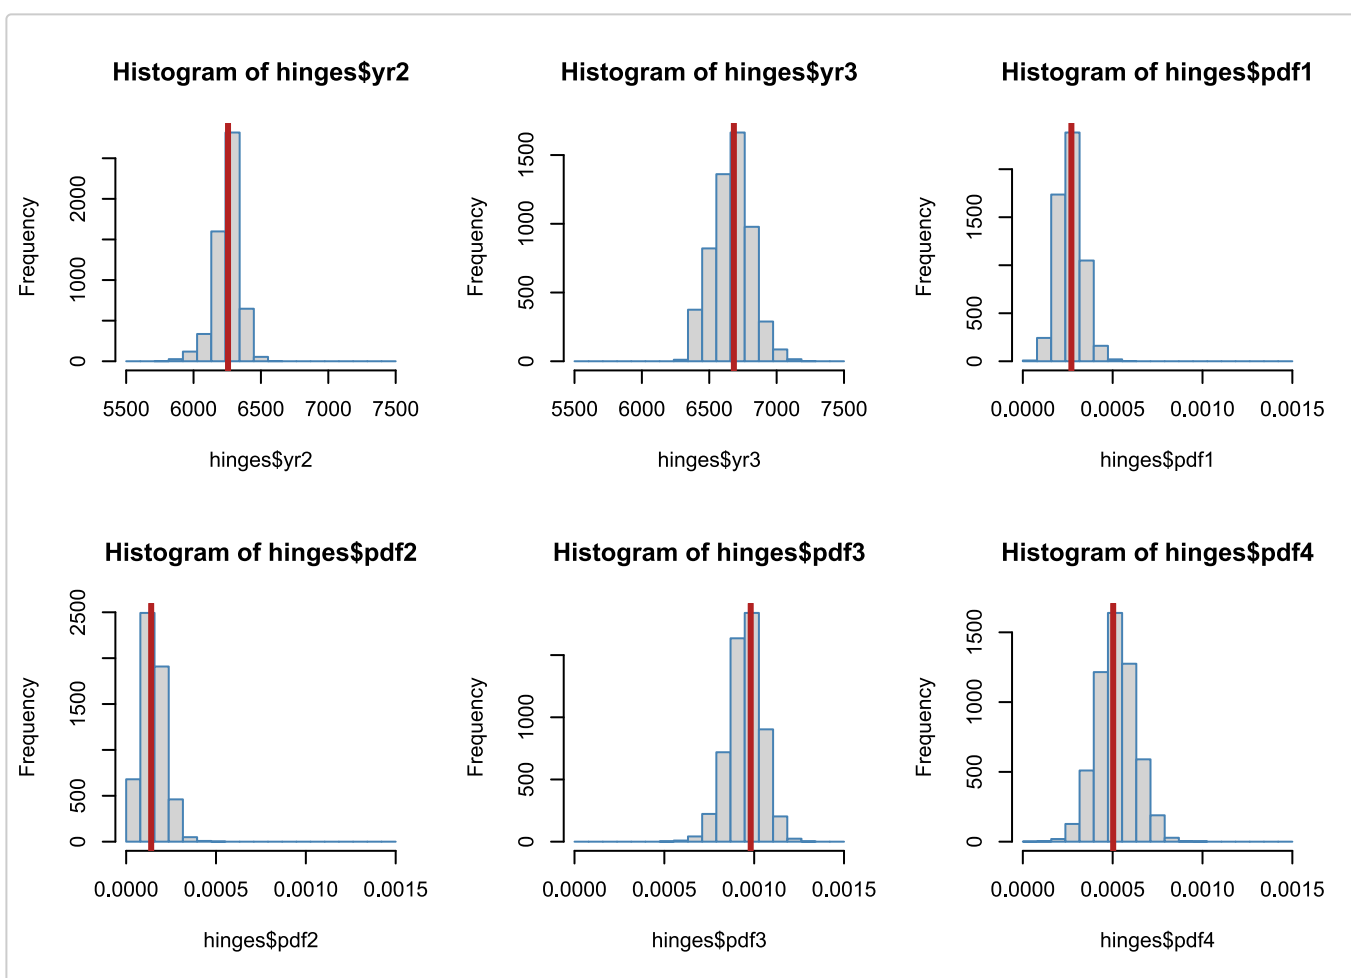 Histogram of hinges$yr2
Frequency
0
1000
2000
5500 6000 6500 7000 7500
hinges$yr2
Histogram of hinges$yr3
Frequency
0
500
1000
1500
5500 6000 6500 7000 7500
hinges$yr3
Histogram of hinges$pdf1
Frequency
0
500
1500
0.0000 0.0005 0.0010 0.0015
hinges$pdf1
Histogram of hinges$pdf2
Frequency
0
500
1500
2500
0.0000 0.0005 0.0010 0.0015
hinges$pdf2
Histogram of hinges$pdf3
Frequency
0
500
1000
0.0000 0.0005 0.0010 0.0015
hinges$pdf3
Histogram of hinges$pdf4
Frequency
0
500
1000
1500
0.0000 0.0005 0.0010 0.0015
hinges$pdf4